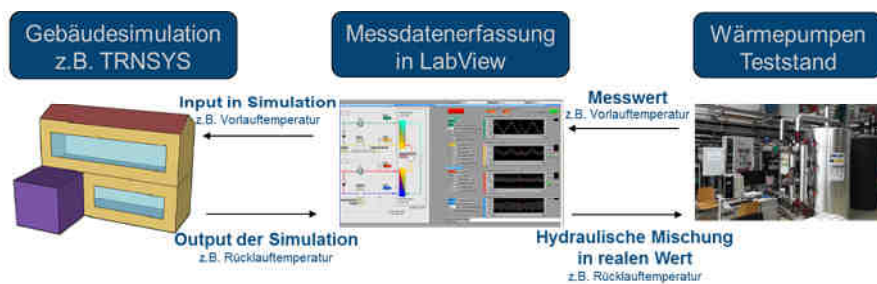 Gebäudesimulation
z.B. TRNSYS
Messdatenerfassung
in LabView
Wärmepumpen
Teststand
Input in Simulation
z.B. Vorlauftemperatur
Messwert
z.B. Vorlauftemperatur
Output der Simulation
z.B. Rücklauftemperatur
Hydraulische Mischung
in realen Wert
z.B. Rücklauftemperatur